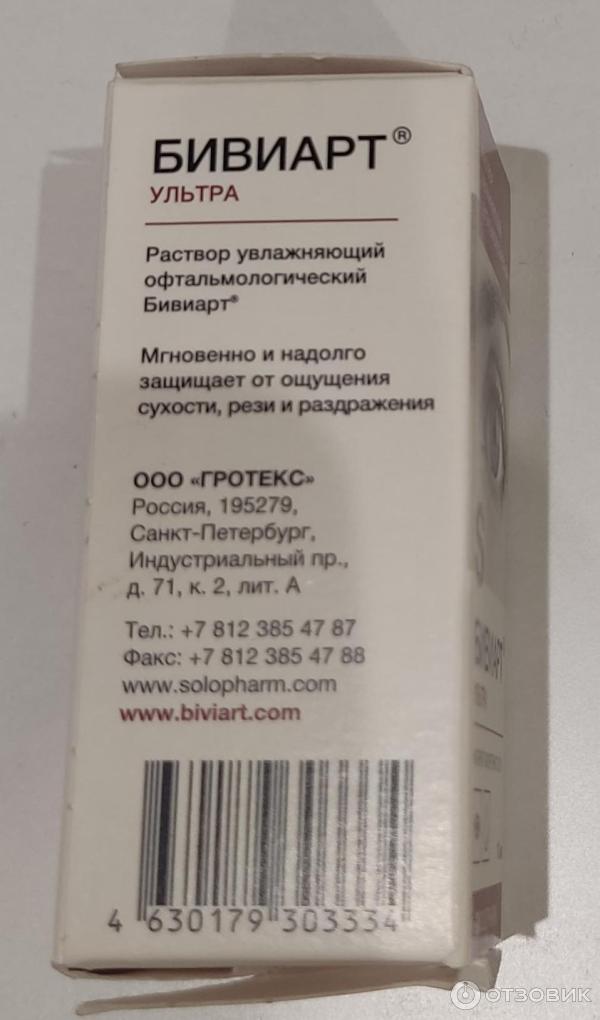 БИВИАРТ®
УЛЬТРА
Раствор увлажняющий
офтальмологический
Бивиарт®
Мгновенно и надолго
защищает от ощущения
сухости, рези и раздражения
ООО «ГРОТЕКС»
Россия, 195279,
Санкт-Петербург,
Индустриальный пр.,
д. 71, к. 2, лит. А
Тел.: +7 812 385 47 87
Факс: +7 812 385 47 88
www.solopharm.com
www.biviart.com
4 630179 303334
S
БИВИАРТ®
УЛЬТРА
ОТЗОВИК